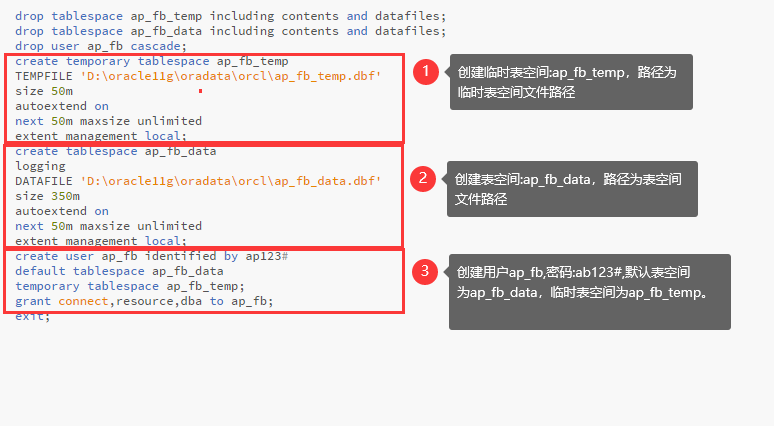 drop tablespace ap_fb_temp including contents and datafiles;
drop tablespace ap_fb_data including contents and datafiles;
drop user ap_fb cascade;
create temporary tablespace ap_fb_temp
TEMPFILE 'D:\oracle11g\oradata\orcl\ap_fb_temp.dbf'
size 50m
autoextend on
next 50m maxsize unlimited
extent management local;
1
创建临时表空间:ap_fb_temp，路径为
临时表空间文件路径
create tablespace ap_fb_data
logging
DATAFILE 'D:\oracle11g\oradata\orcl\ap_fb_data.dbf'
size 350m
autoextend on
next 50m maxsize unlimited
extent management local;
2
创建表空间:ap_fb_data，路径为表空间
文件路径
create user ap_fb identified by ap123#
default tablespace ap_fb_data
temporary tablespace ap_fb_temp;
grant connect,resource,dba to ap_fb;
exit;
3
创建用户ap_fb,密码:ab123#,默认表空间
为ap_fb_data，临时表空间为ap_fb_temp。